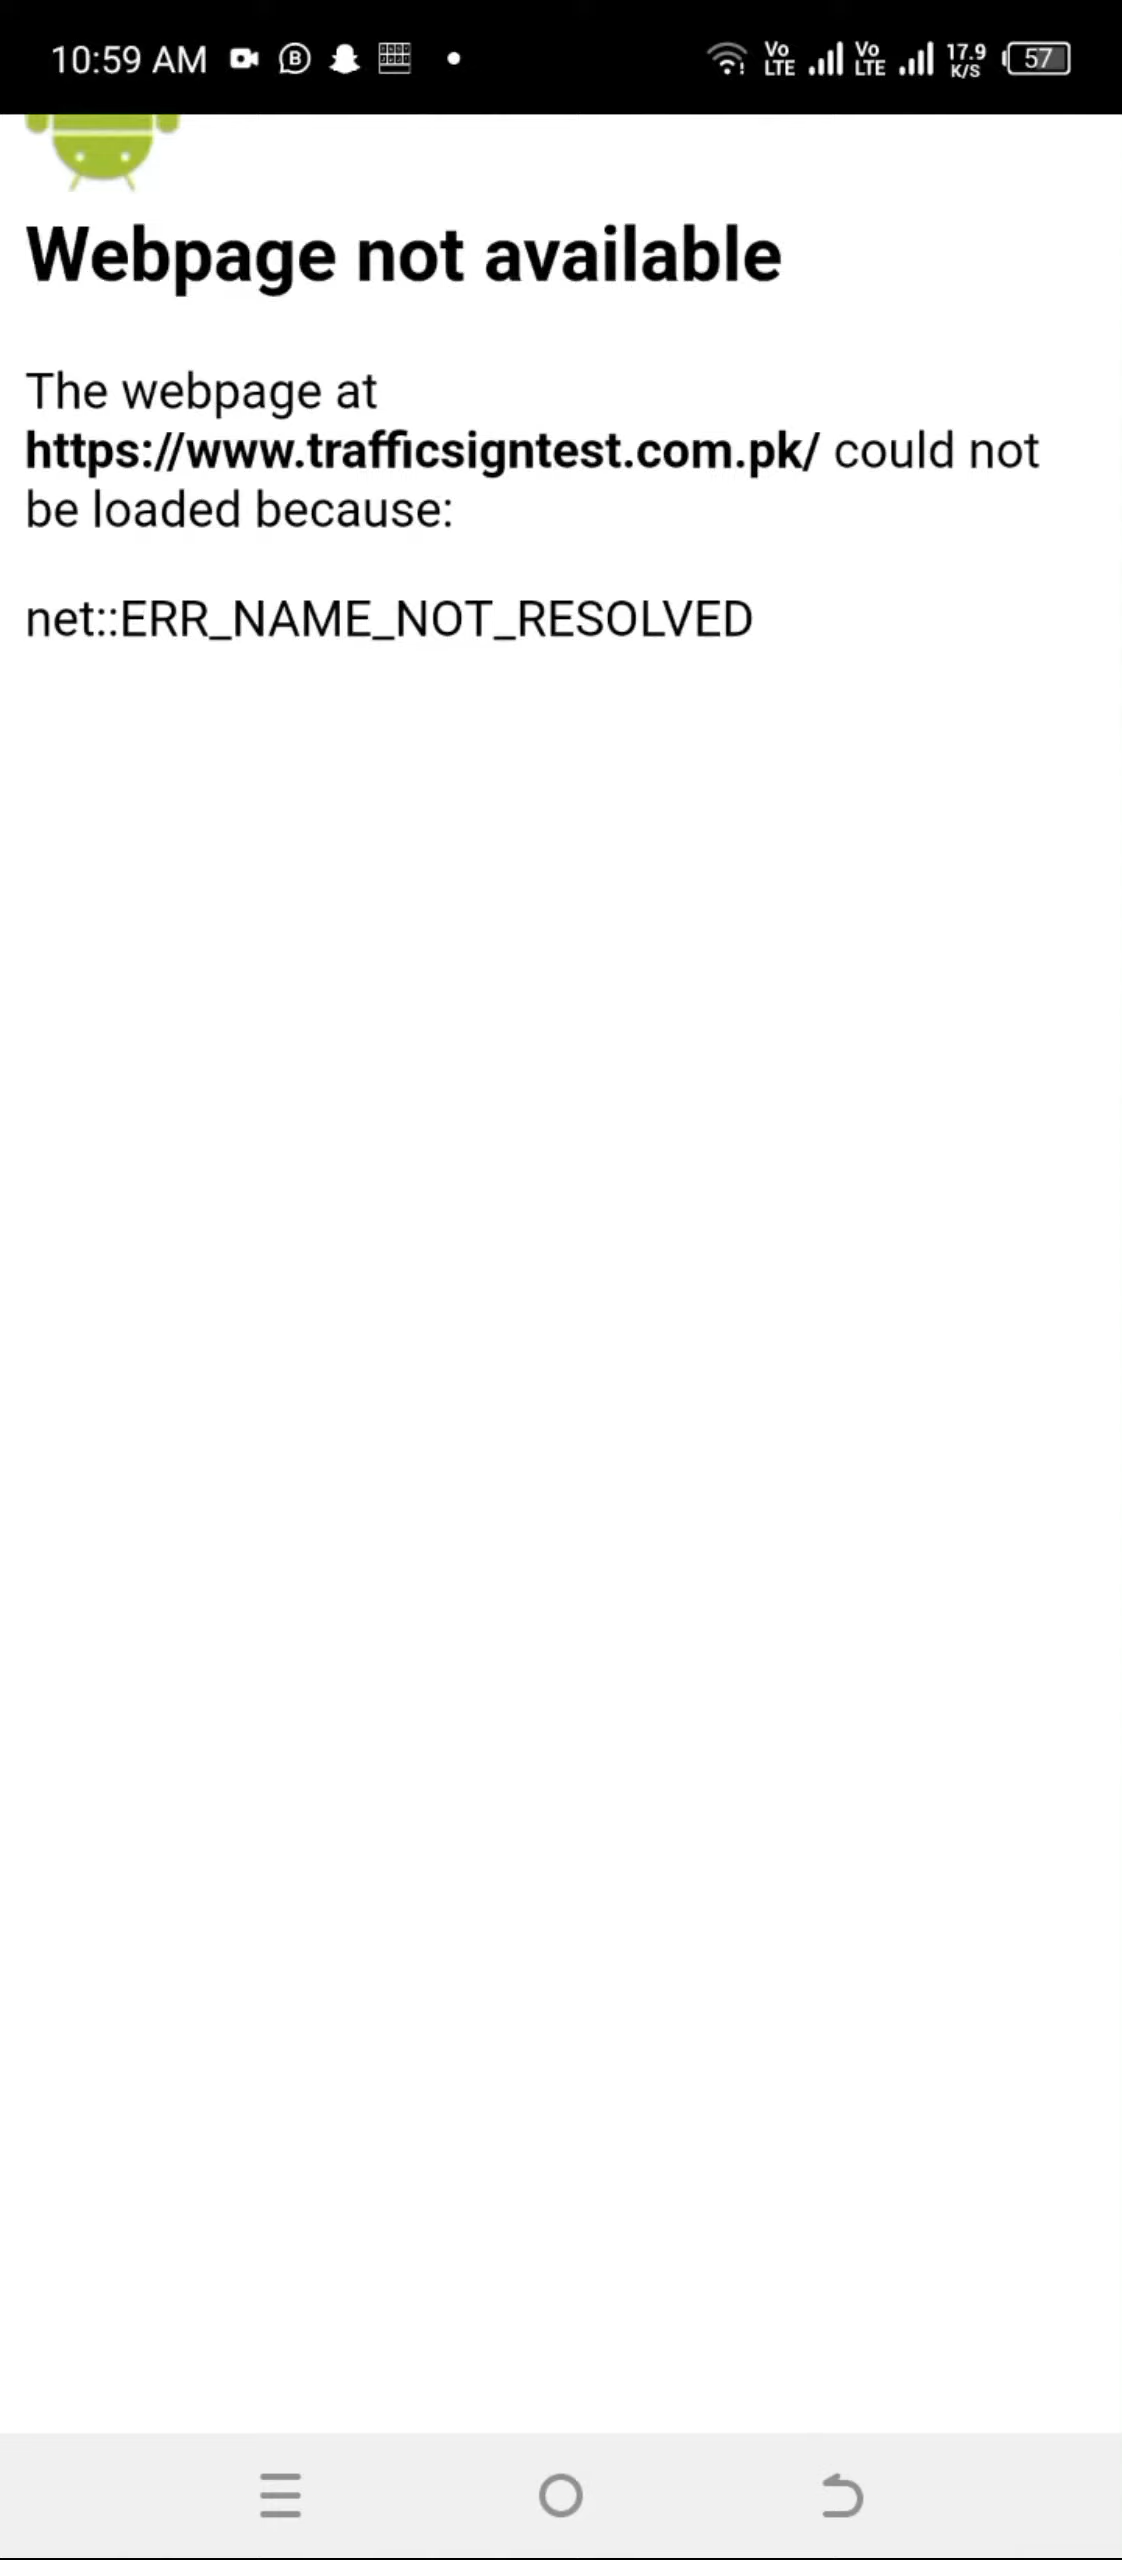 10:59 AM B Vo LTE Vo LTE 17.9 K/S 57
Webpage not available
The webpage at
https://www.trafficsigntest.com.pk/ could not
be loaded because:
net::ERR_NAME_NOT_RESOLVED